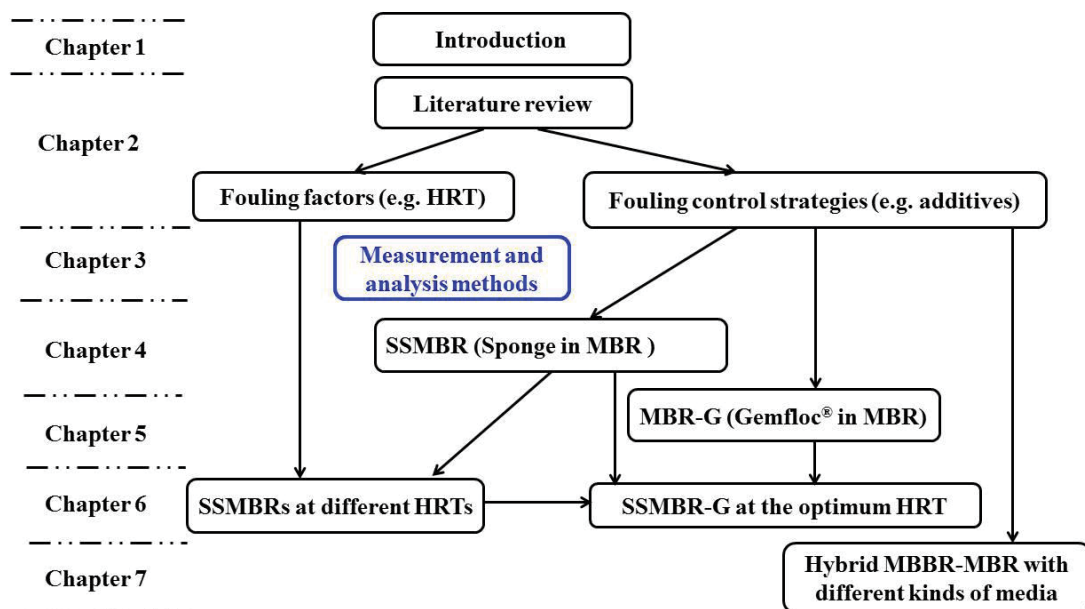 Chapter 1
Introduction
Literature review
Chapter 2
Fouling factors (e.g. HRT)
Fouling control strategies (e.g. additives)
Chapter 3
Measurement and
analysis methods
Chapter 4
SSMBR (Sponge in MBR )
Chapter 5
MBR-G (Gemfloc® in MBR)
Chapter 6
SSMBRs at different HRTs
SSMBR-G at the optimum HRT
Chapter 7
Hybrid MBBR-MBR with
different kinds of media